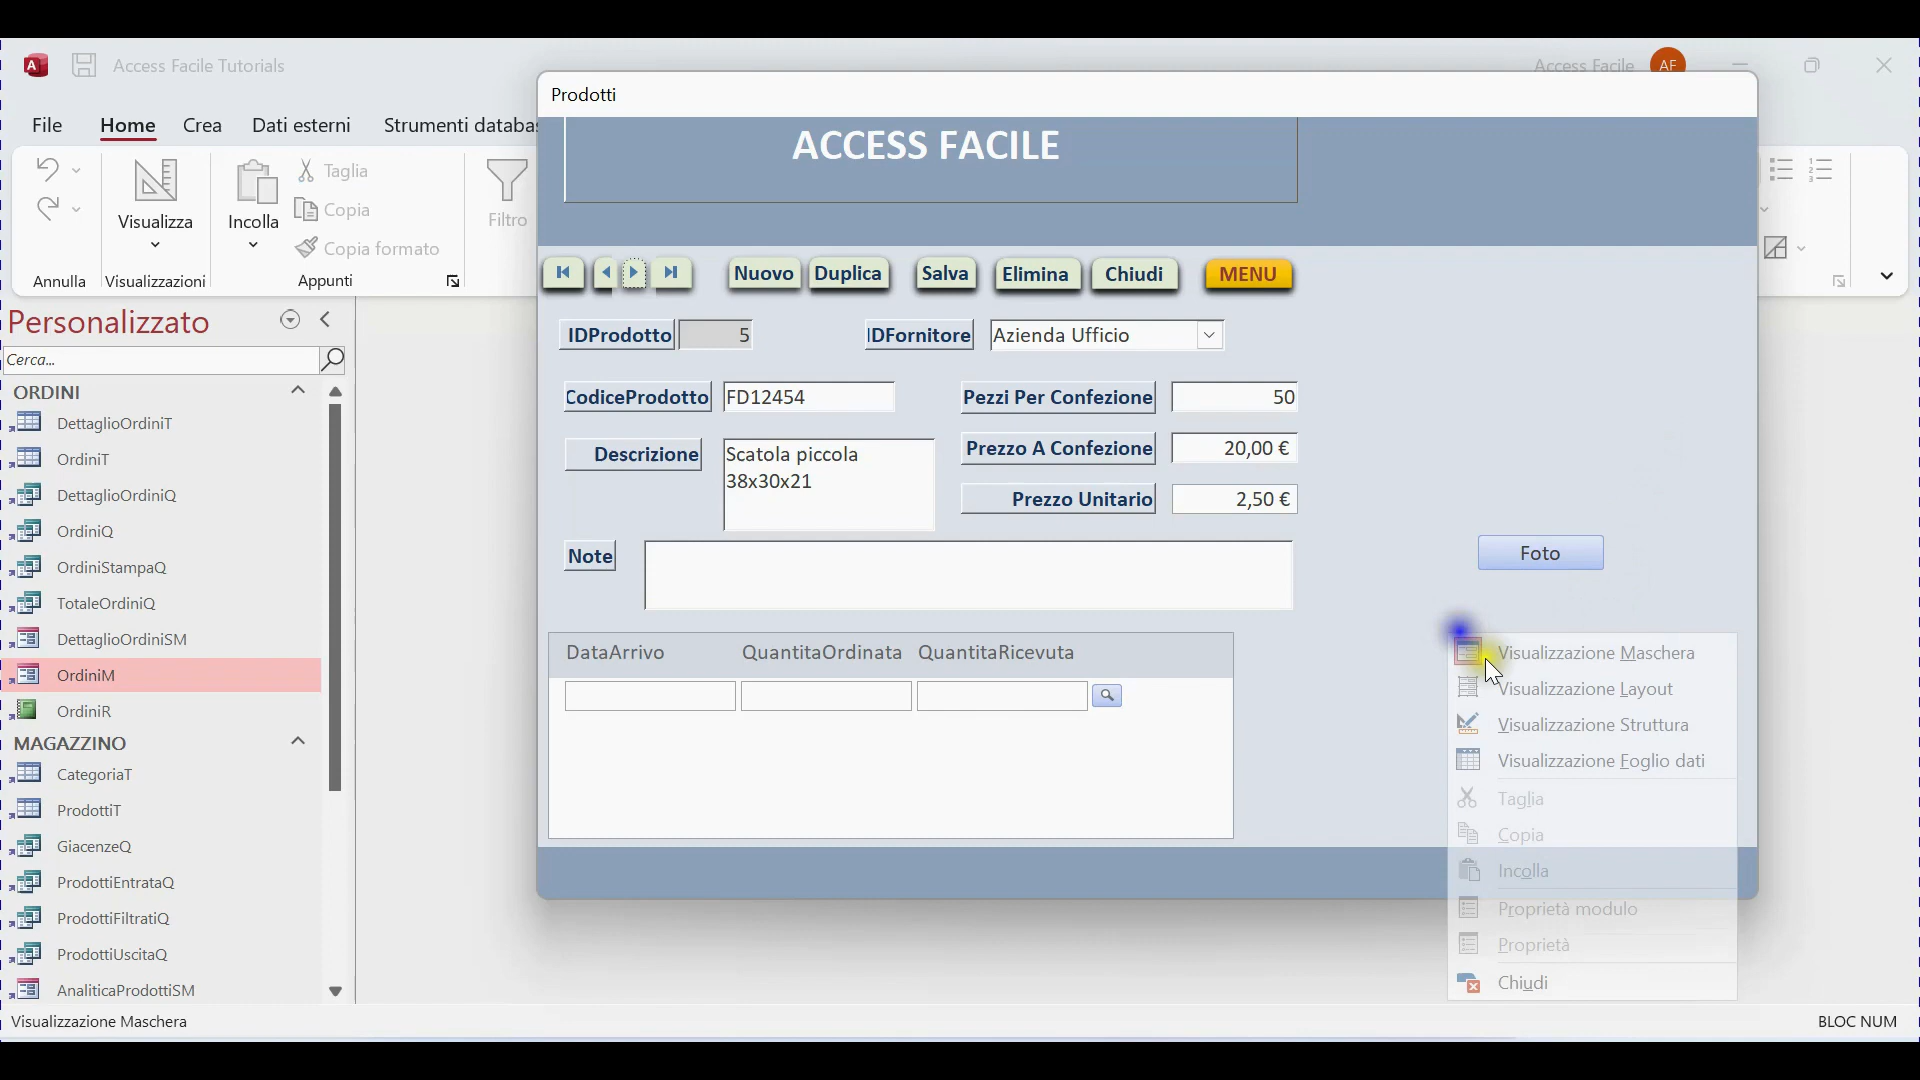 Access Facile Tutorials
Access Facile
AF
Prodotti
File
Home
Crea
Dati esterni
Strumenti databas
ACCESS FACILE
Taglia
Copia
Copia formato
Visualizza
Incolla
Filtro
Annulla
Visualizzazioni
Appunti
Nuovo
Duplica
Salva
Elimina
Chiudi
MENU
Personalizzato
Cerca...
IDProdotto
5
IDFornitore
Azienda Ufficio
CodiceProdotto
FD12454
Pezzi Per Confezione
50
Descrizione
Scatola piccola
38x30x21
Prezzo A Confezione
20,00 €
Prezzo Unitario
2,50 €
Note
Foto
DataArrivo
QuantitaOrdinata
QuantitaRicevuta
ORDINI
DettaglioOrdiniT
OrdiniT
DettaglioOrdiniQ
OrdiniQ
OrdiniStampaQ
TotaleOrdiniQ
DettaglioOrdiniSM
OrdiniM
OrdiniR
MAGAZZINO
CategoriaT
ProdottiT
GiacenzeQ
ProdottiEntrataQ
ProdottiFiltratiQ
ProdottiUscitaQ
AnaliticaProdottiSM
Visualizzazione Maschera
Visualizzazione Layout
Visualizzazione Struttura
Visualizzazione Foglio dati
Taglia
Copia
Incolla
Proprietà modulo
Proprietà
Chiudi
Visualizzazione Maschera
BLOC NUM